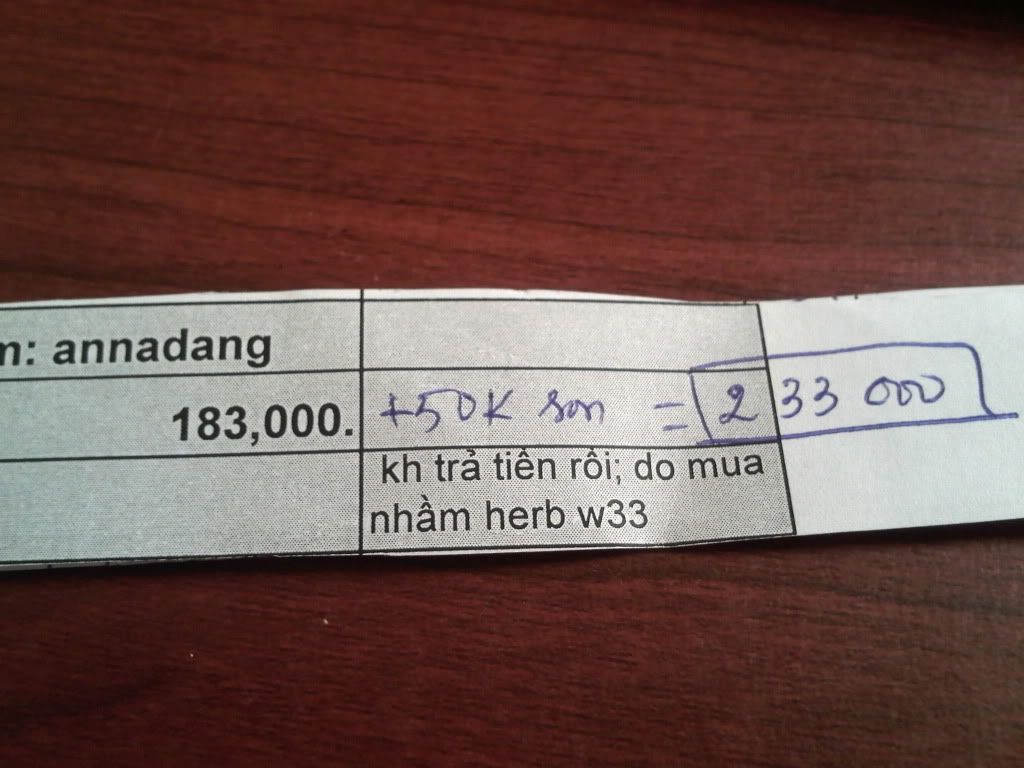 n: annadang
183,000. +50K son = 233 000
kh trả tiền rồi; do mua
nhầm herb w33